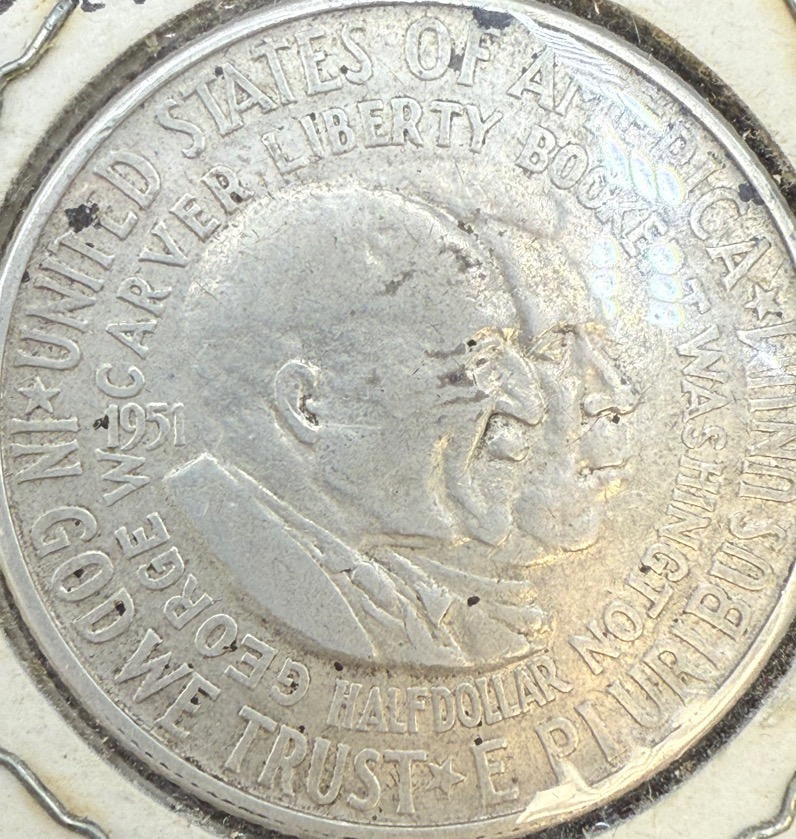 UNITED STATES OF AMERICA
★ E PLURIBUS UNUM ★
IN GOD WE TRUST ★
GEORGE W CARVER LIBERTY BOOKER T WASHINGTON
1951
HALF DOLLAR